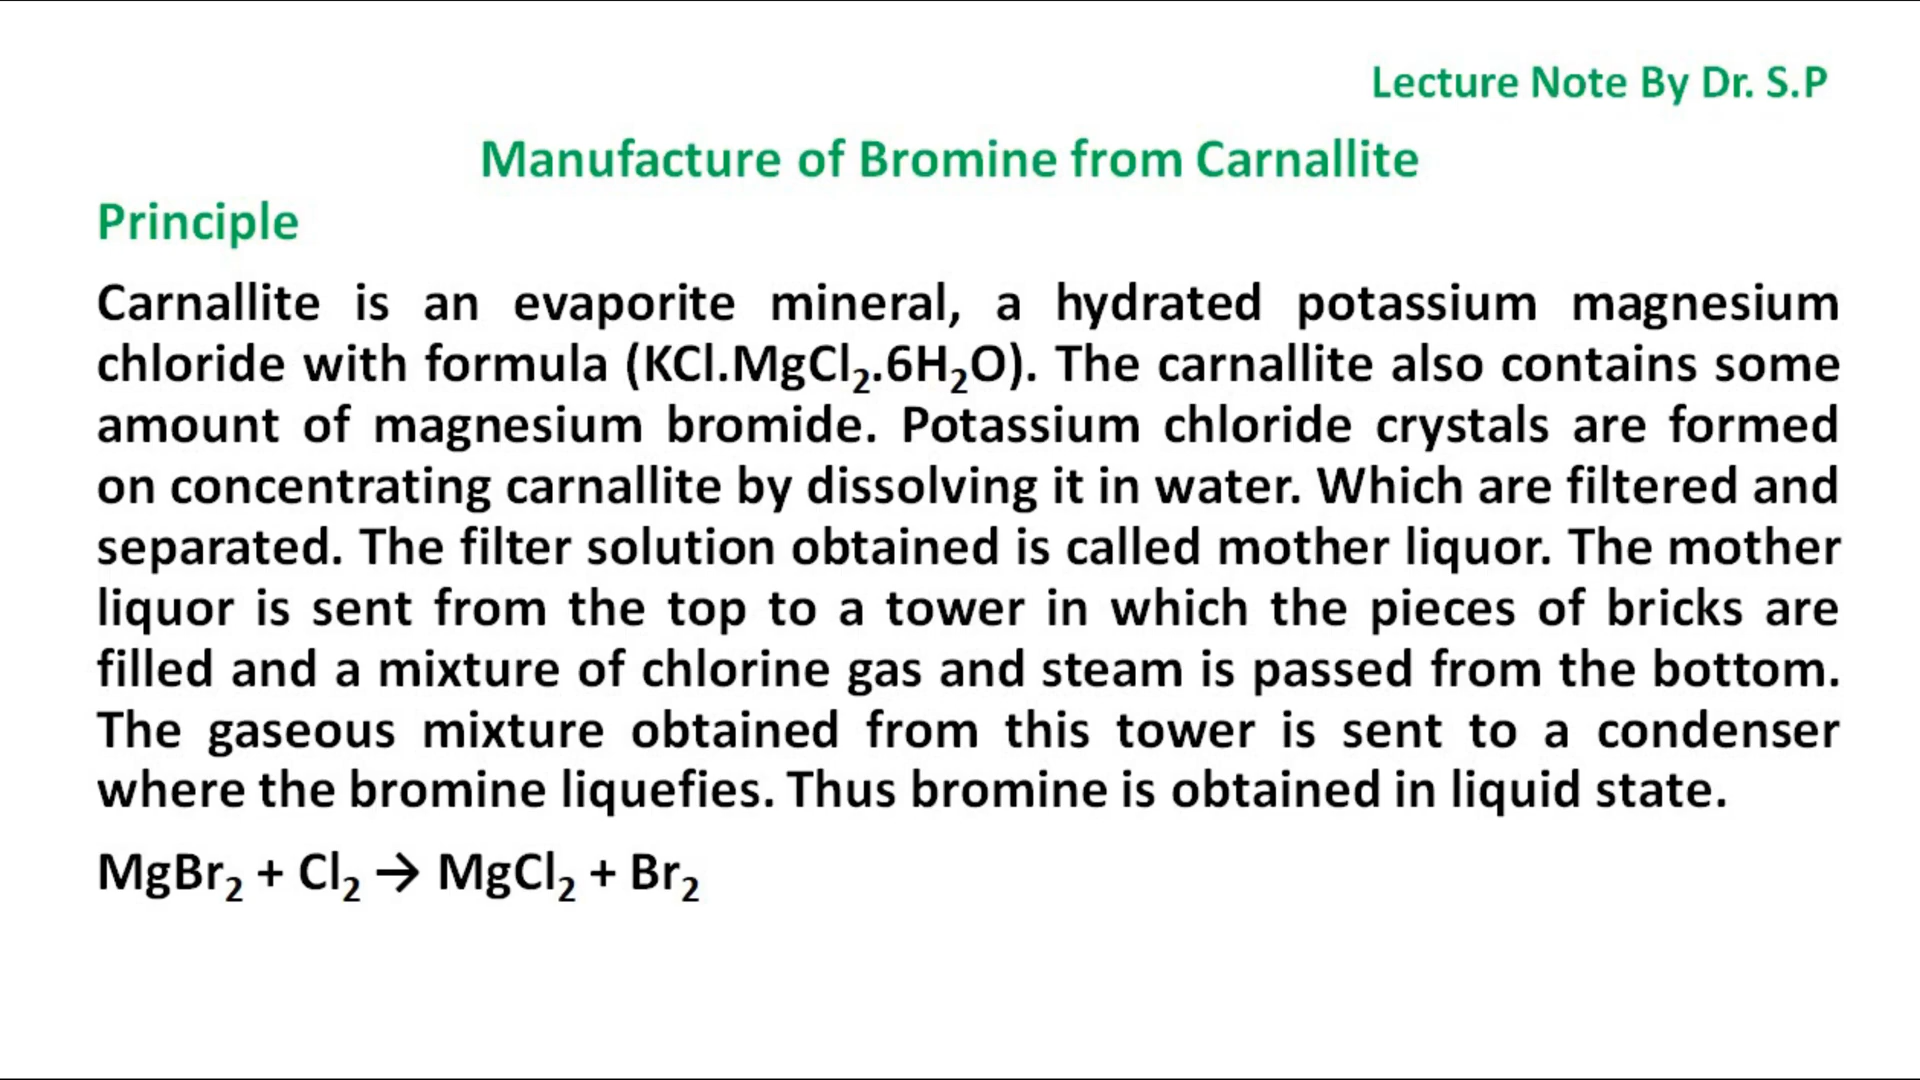 Lecture Note By Dr. S.P
Manufacture of Bromine from Carnallite
Principle
Carnallite is an evaporite mineral, a hydrated potassium magnesium
chloride with formula (KCl.MgCl₂.6H₂O). The carnallite also contains some
amount of magnesium bromide. Potassium chloride crystals are formed
on concentrating carnallite by dissolving it in water. Which are filtered and
separated. The filter solution obtained is called mother liquor. The mother
liquor is sent from the top to a tower in which the pieces of bricks are
filled and a mixture of chlorine gas and steam is passed from the bottom.
The gaseous mixture obtained from this tower is sent to a condenser
where the bromine liquefies. Thus bromine is obtained in liquid state.
MgBr₂ + Cl₂ → MgCl₂ + Br₂